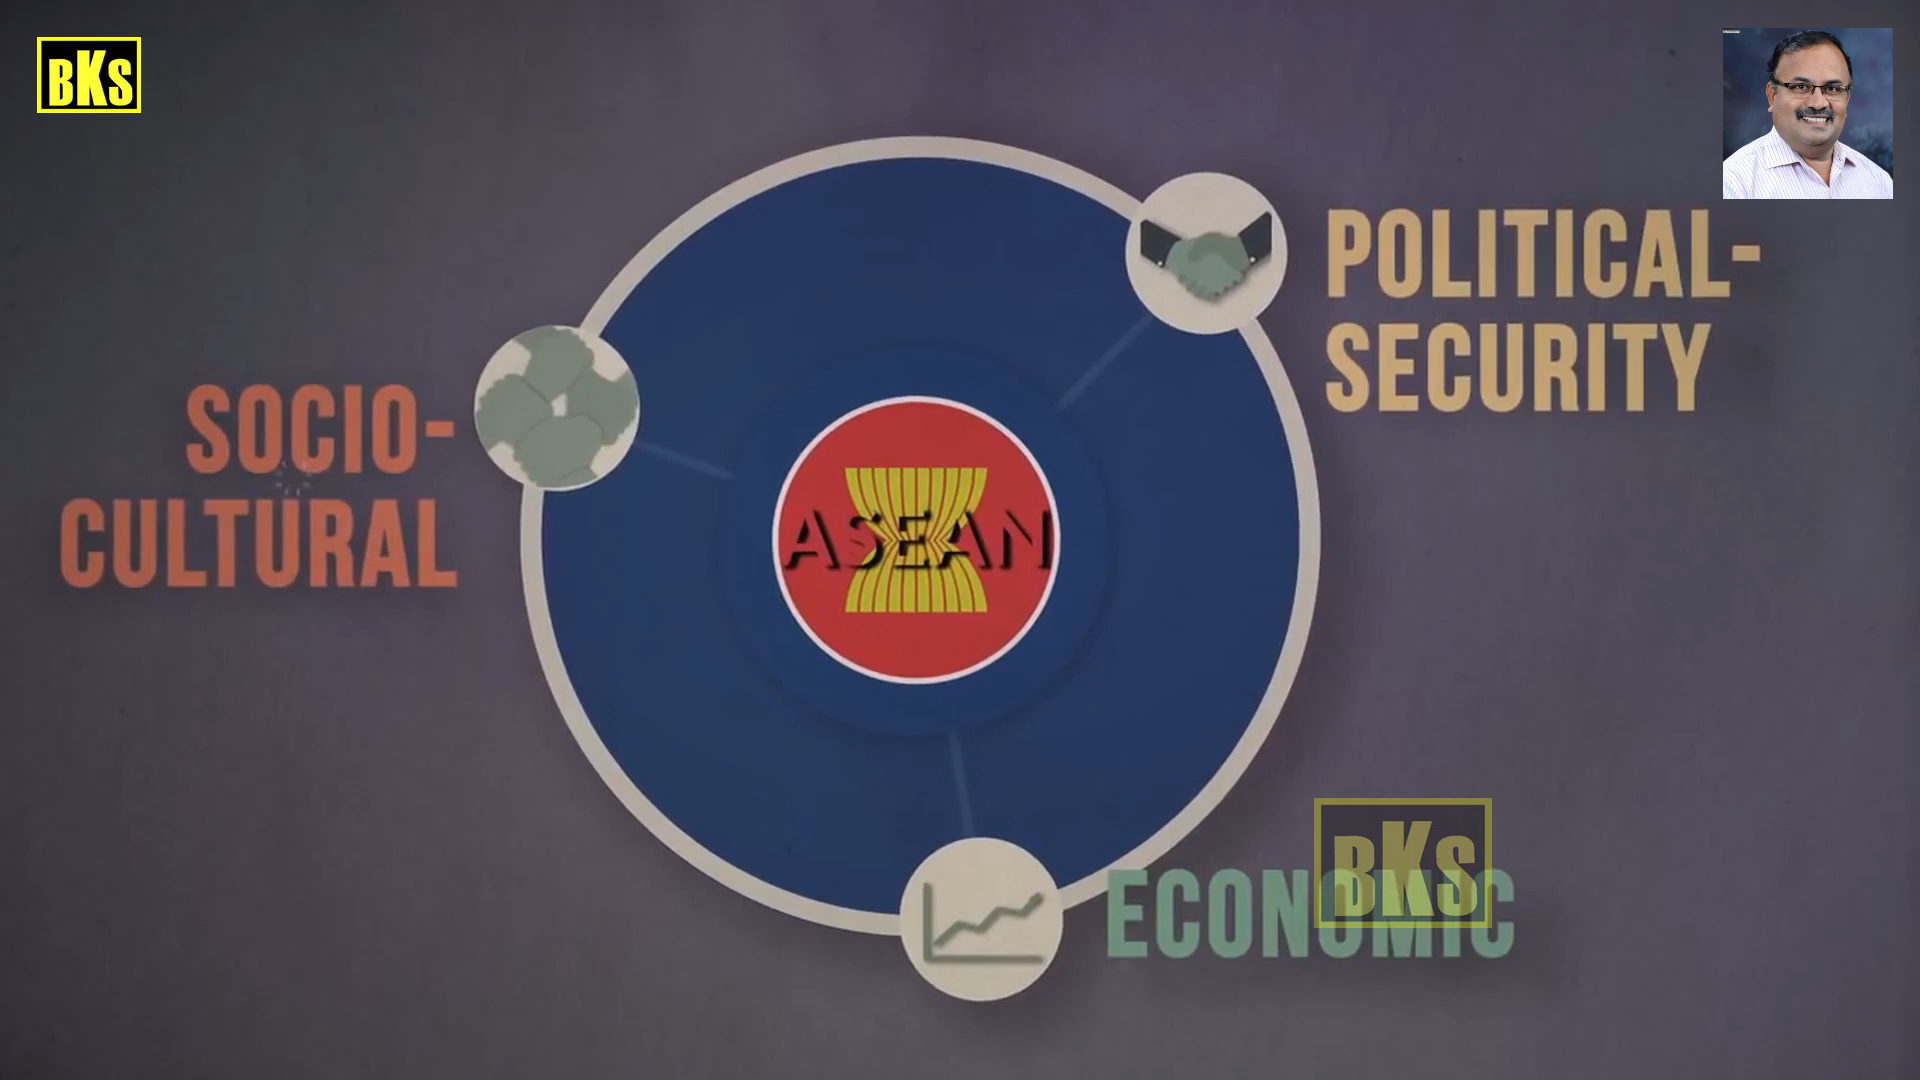 BKS
POLITICAL-
SECURITY
SOCIO-
CULTURAL
ASEAN
BKS
ECONOMIC